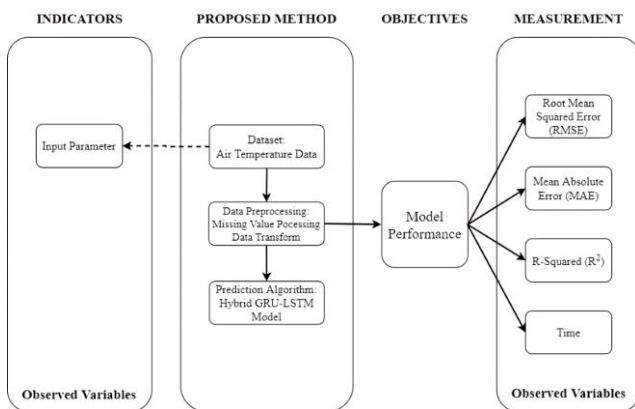 INDICATORS
PROPOSED METHOD
OBJECTIVES
MEASUREMENT
Input Parameter
Observed Variables
Dataset:
Air Temperature Data
Data Preprocessing:
Missing Value Pocessing
Data Transform
Prediction Algorithm:
Hybrid GRU-LSTM
Model
Model
Performance
Root Mean
Squared Error
(RMSE)
Mean Absolute
Error (MAE)
R-Squared (R²)
Time
Observed Variables